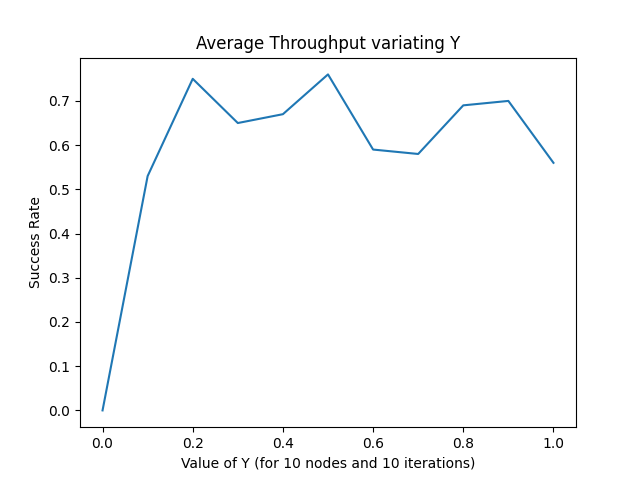 Average Throughput variating Y
Success Rate
0.7
0.6
0.5
0.4
0.3
0.2
0.1
0.0
0.0 0.2 0.4 0.6 0.8 1.0
Value of Y (for 10 nodes and 10 iterations)